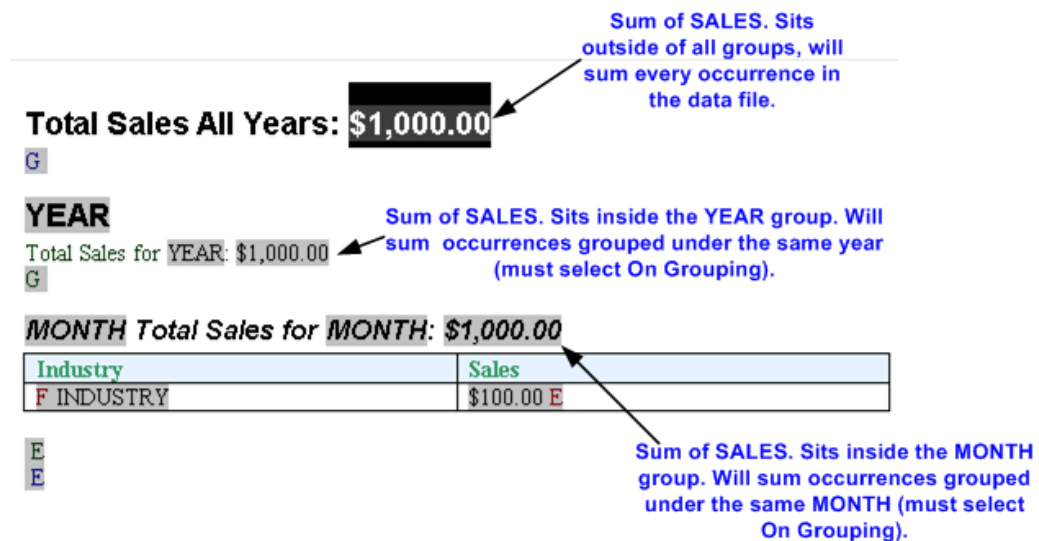 Sum of SALES. Sits
outside of all groups, will
sum every occurrence in
the data file.
Total Sales All Years: $1,000.00
G
YEAR
Sum of SALES. Sits inside the YEAR group. Will
sum occurrences grouped under the same year
(must select On Grouping).
Total Sales for YEAR: $1,000.00
G
MONTH Total Sales for MONTH: $1,000.00
Industry Sales
F INDUSTRY $100.00 E
E
E
Sum of SALES. Sits inside the MONTH
group. Will sum occurrences grouped
under the same MONTH (must select
On Grouping).